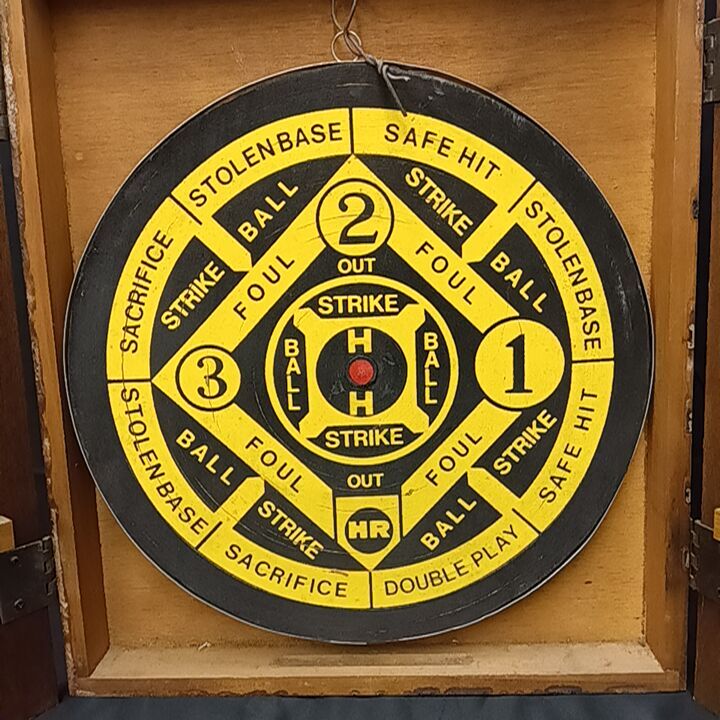 STOLEN BASE
SAFE HIT
STOLEN BASE
SAFE HIT
DOUBLE PLAY
SACRIFICE
STOLEN BASE
SACRIFICE
BALL
STRIKE
BALL
STRIKE
BALL
STRIKE
BALL
STRIKE
2
FOUL
1
FOUL
HR
FOUL
3
FOUL
OUT
STRIKE
BALL
H
BALL
H
STRIKE
OUT